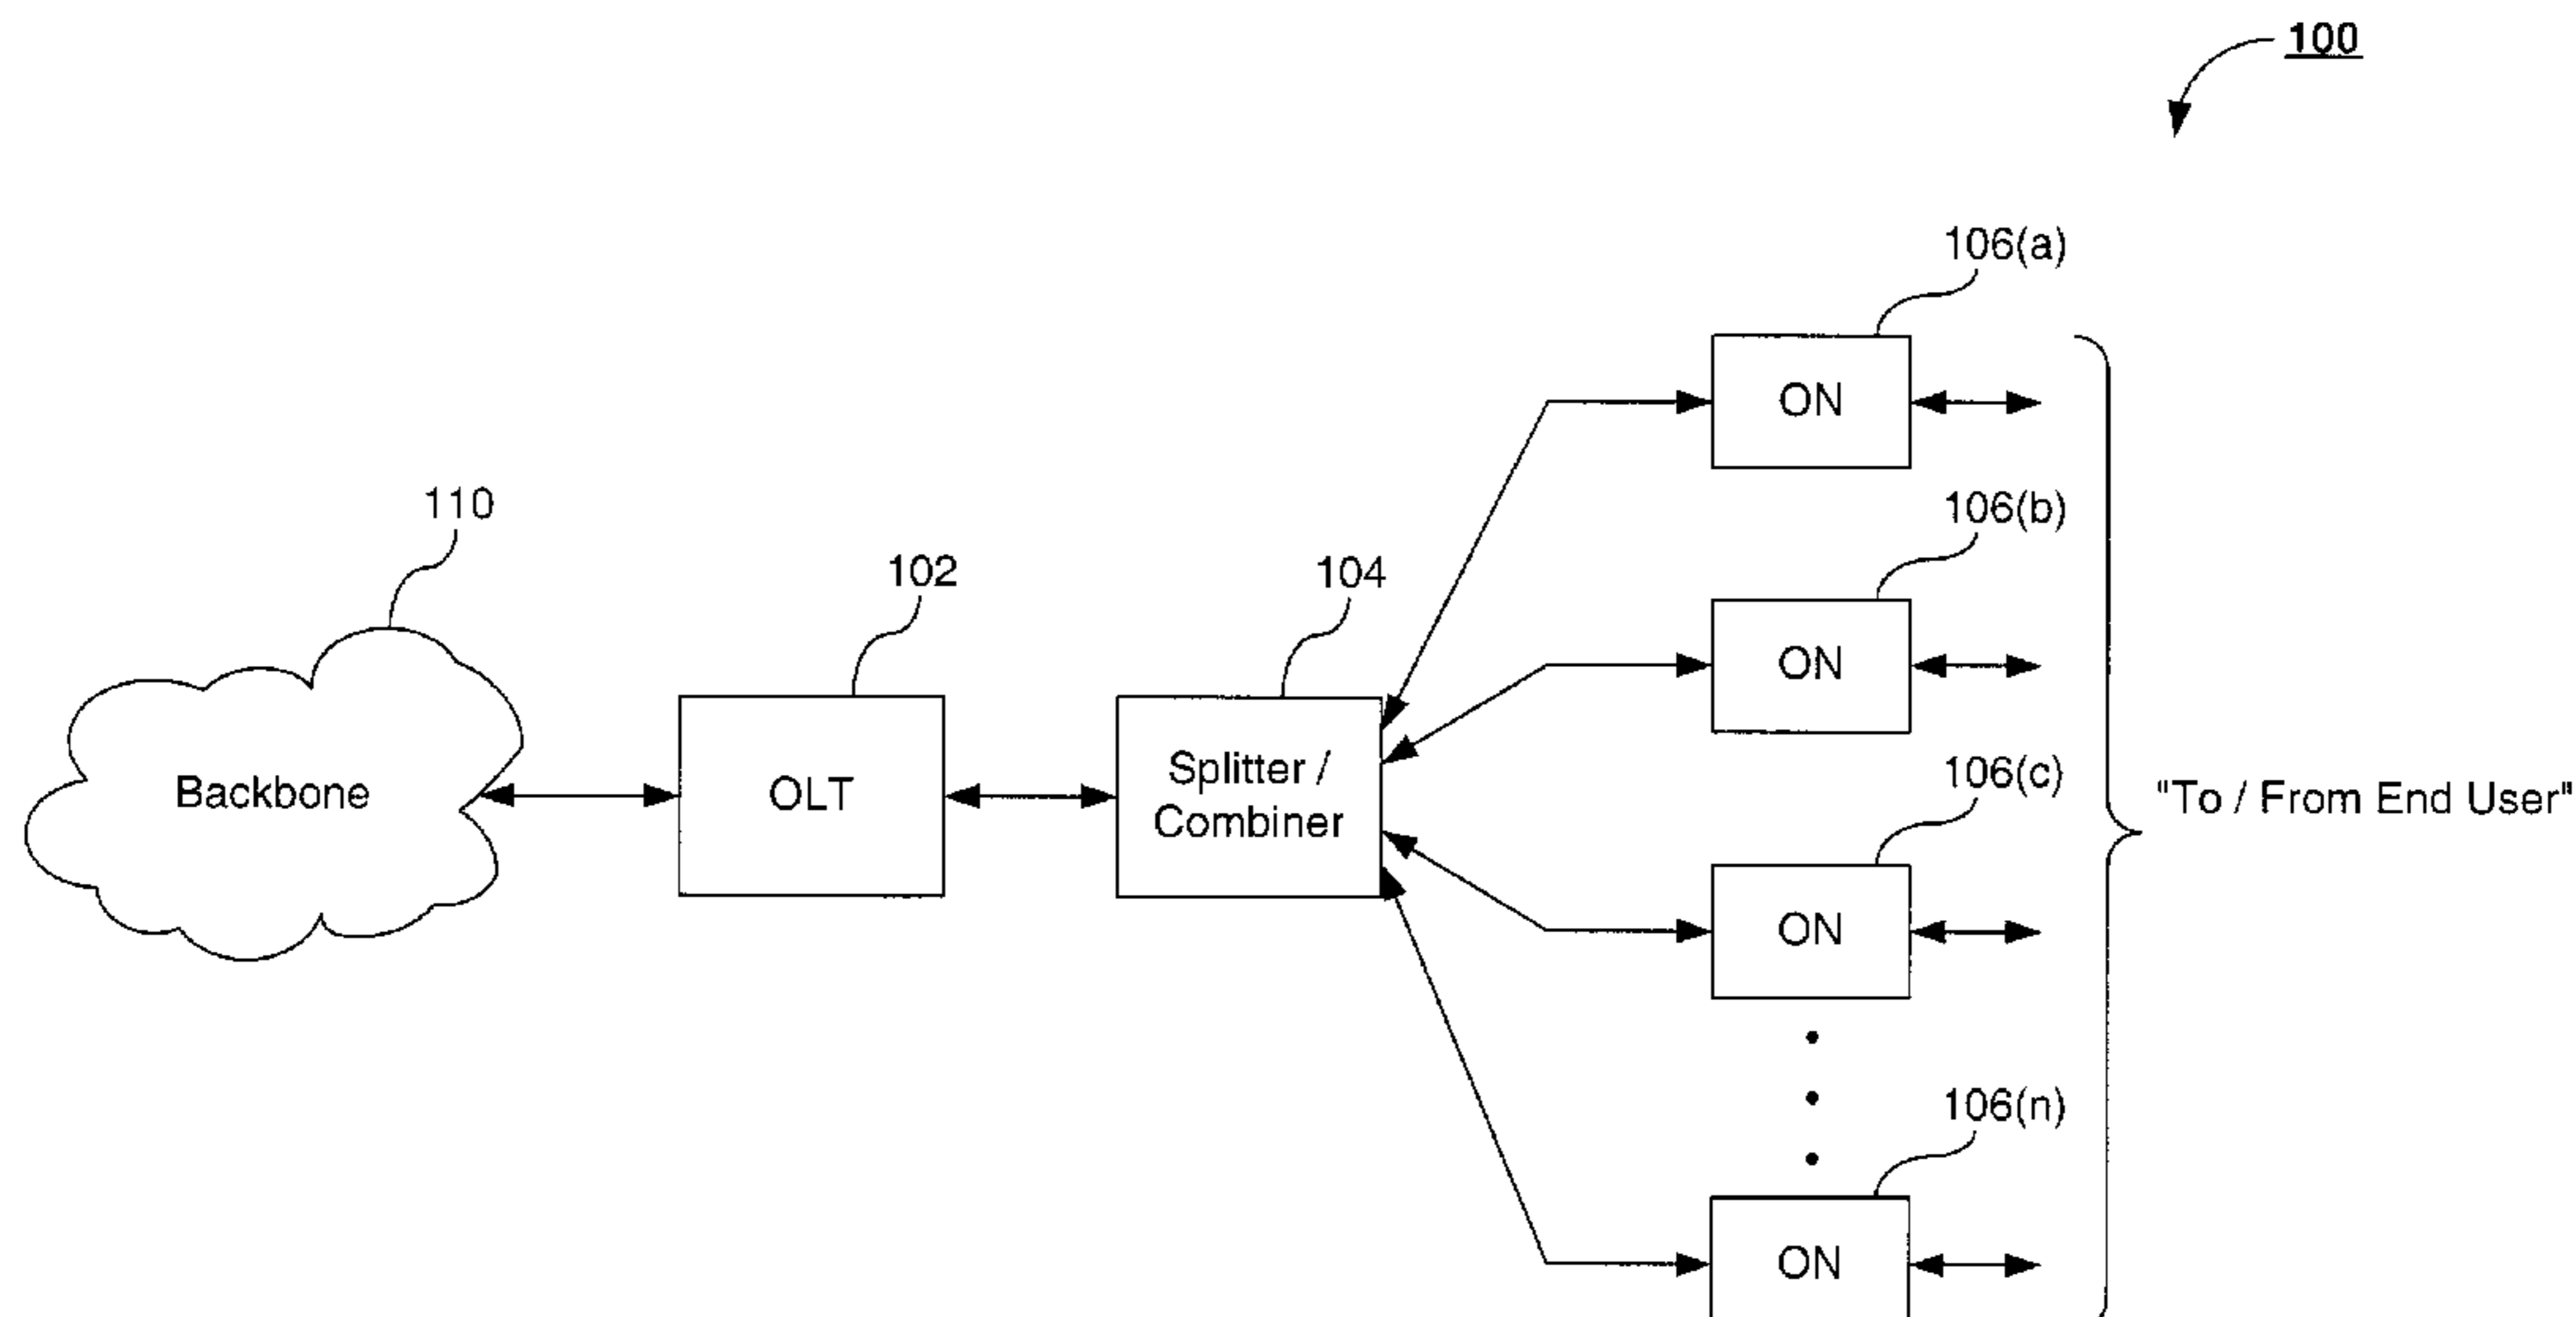 100
106(a)
ON
106(b)
ON
110
102
104
Backbone
OLT
Splitter /
Combiner
106(c)
ON
"To / From End User"
106(n)
ON